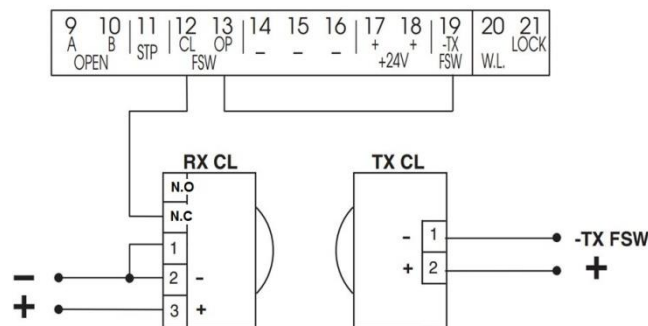 9 10 11 12 13 14 15 16 17 18 19 20 21
A B | STP | CL OP | _ _ _ | + + | -TX LOCK
OPEN FSW +24V FSW W.L.
RX CL TX CL
N.O
N.C
1 - 1 -TX FSW
- 2 - + 2 +
+ 3 +